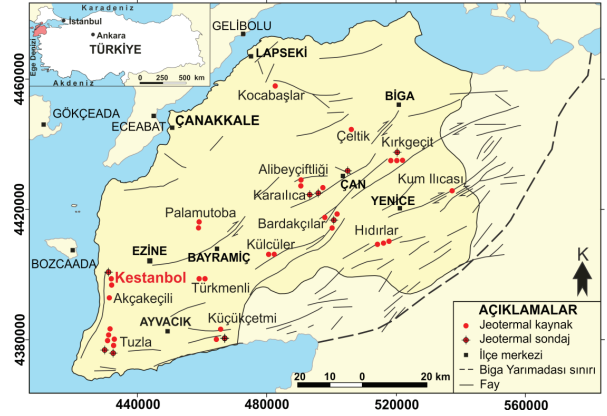 Karadeniz
İstanbul
Ankara
TÜRKİYE
Ege Denizi
Akdeniz
0 250 500 km
GELİBOLU
LAPSEKİ
Kocabaşlar
BİGA
GÖKÇEADA
ECEABAT
ÇANAKKALE
Çeltik
Kırkgeçit
Alibeyçiftliği
ÇAN
Kum Ilıcası
Karaılıca
YENİCE
Palamutoba
Bardakçılar
Hıdırlar
Külcüler
EZİNE
BAYRAMİÇ
BOZCAADA
Kestanbol
Türkmenli
Akçakeçili
Küçükçetmi
AYVACIK
Tuzla
K
AÇIKLAMALAR
Jeotermal kaynak
Jeotermal sondaj
İlçe merkezi
Biga Yarımadası sınırı
Fay
20 10 0 20 km
4460000
4420000
4380000
440000 480000 520000 560000